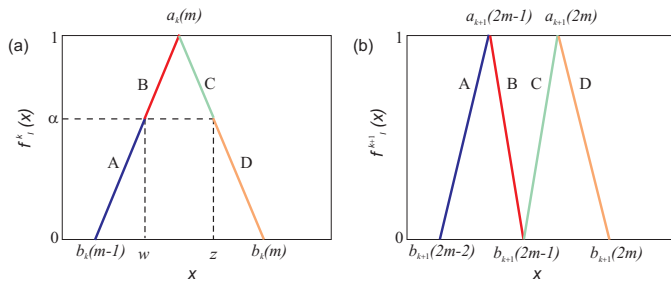 (a)
a_k(m)
1
B
C
α
A
D
f^k_l(x)
0
b_k(m-1)
w
z
b_k(m)
x
(b)
a_{k+1}(2m-1)
a_{k+1}(2m)
1
A
B
C
D
f^{k+1}_l(x)
0
b_{k+1}(2m-2)
b_{k+1}(2m-1)
b_{k+1}(2m)
x